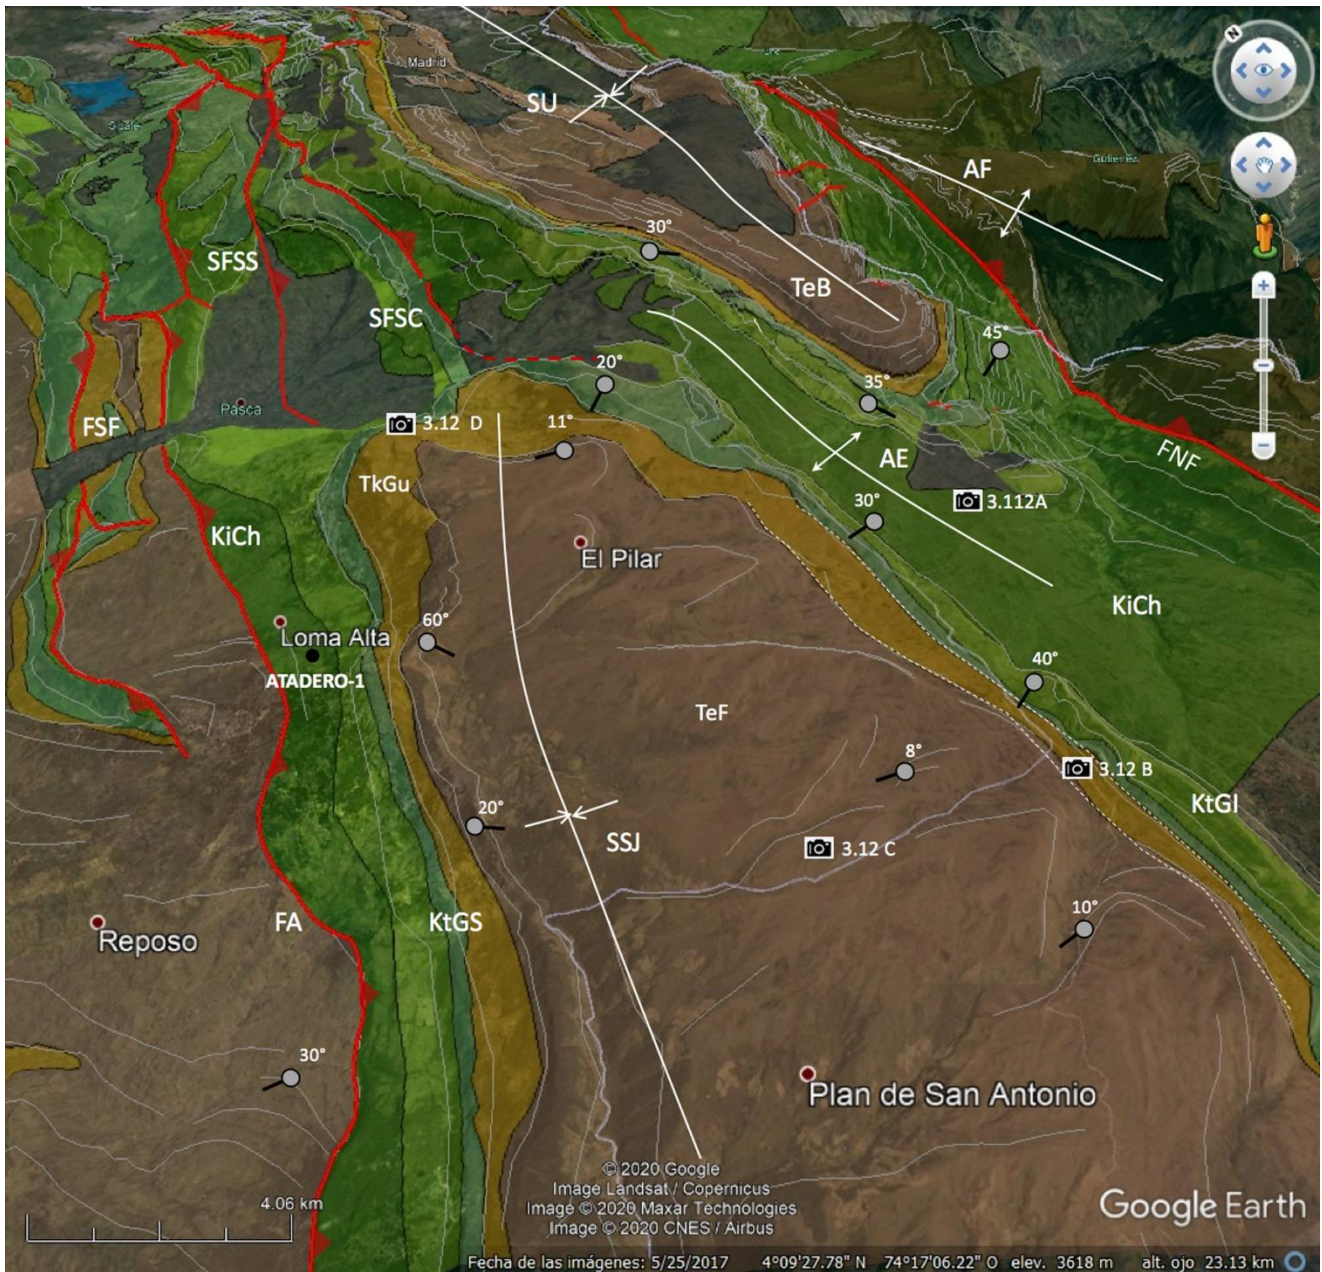 N
Madrid
SU
Guale
AF
Gutierrez
30°
SFSS
TeB
SFSC
45°
20°
35°
Pasca
3.12 D
11°
FSF
AE
FNF
TkGu
3.112A
30°
KiCh
El Pilar
KiCh
60°
Loma Alta
40°
ATADERO-1
TeF
8°
3.12 B
KtGI
20°
SSJ
3.12 C
10°
FA
KtGS
Reposo
30°
Plan de San Antonio
© 2020 Google
Image Landsat / Copernicus
Image © 2020 Maxar Technologies
Image © 2020 CNES / Airbus
4.06 km
Google Earth
Fecha de las imágenes: 5/25/2017 4°09'27.78" N 74°17'06.22" O elev. 3618 m alt. ojo 23.13 km